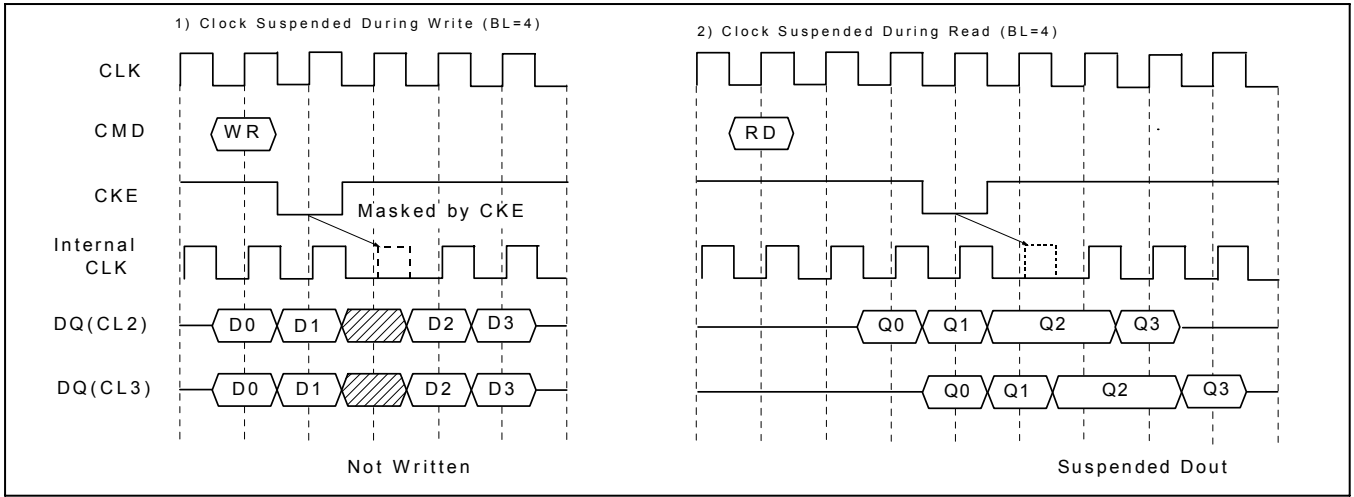 1) Clock Suspended During Write (BL=4)
2) Clock Suspended During Read (BL=4)
CLK
CMD
WR
RD
CKE
Masked by CKE
Internal
CLK
DQ(CL2)
D0 D1 D2 D3
Q0 Q1 Q2 Q3
DQ(CL3)
D0 D1 D2 D3
Q0 Q1 Q2 Q3
Not Written
Suspended Dout